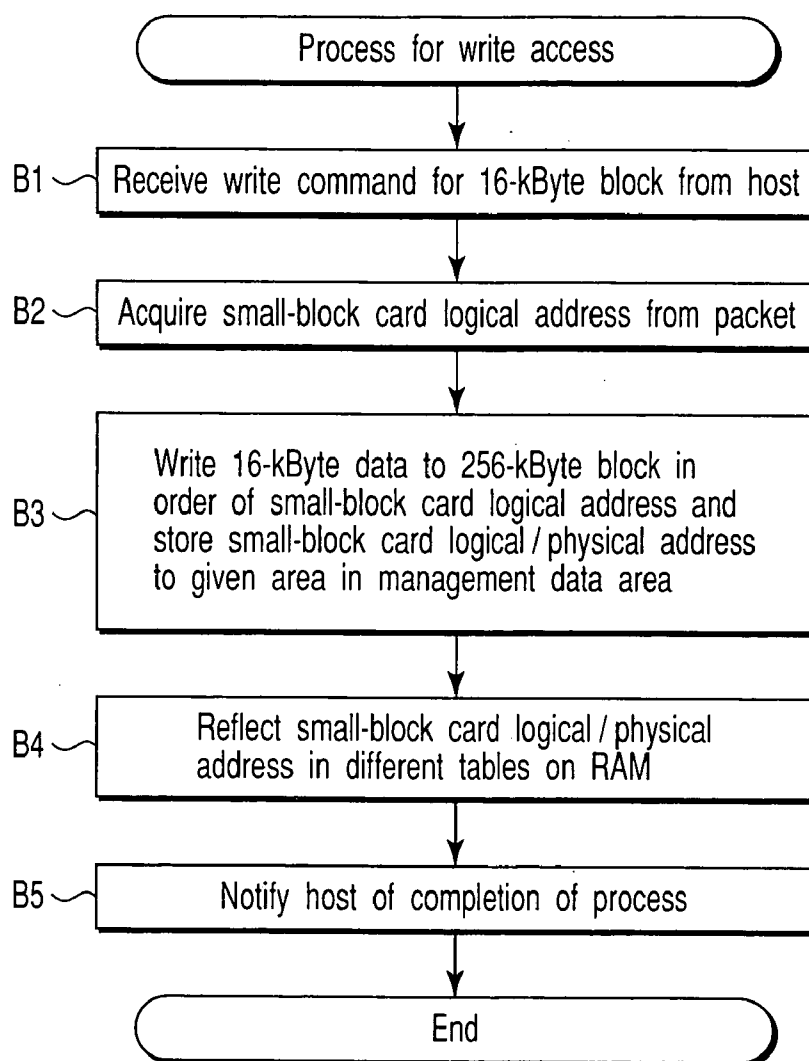 Process for write access
B1 Receive write command for 16-kByte block from host
B2 Acquire small-block card logical address from packet
Write 16-kByte data to 256-kByte block in
order of small-block card logical address and
B3 store small-block card logical/physical address
to given area in management data area
Reflect small-block card logical/physical
B4 address in different tables on RAM
B5 Notify host of completion of process
End